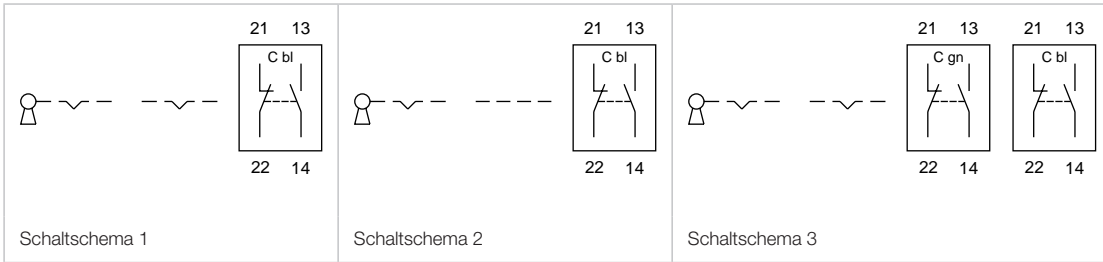 21 13
C bl
22 14
Schaltschema 1
21 13
C bl
22 14
Schaltschema 2
21 13 21 13
C gn C bl
22 14 22 14
Schaltschema 3